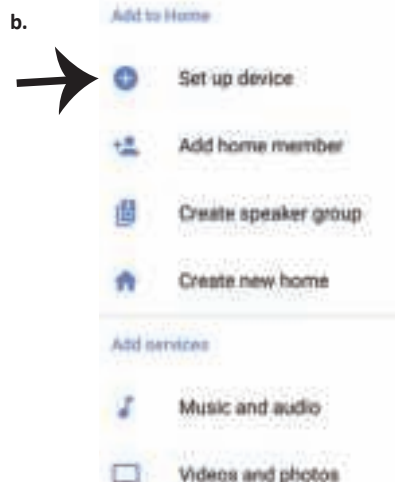 b.
Add to Home
Set up device
Add home member
Create speaker group
Create new home
Add services
Music and audio
Videos and photos